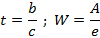 t = b/c ; W = A/e